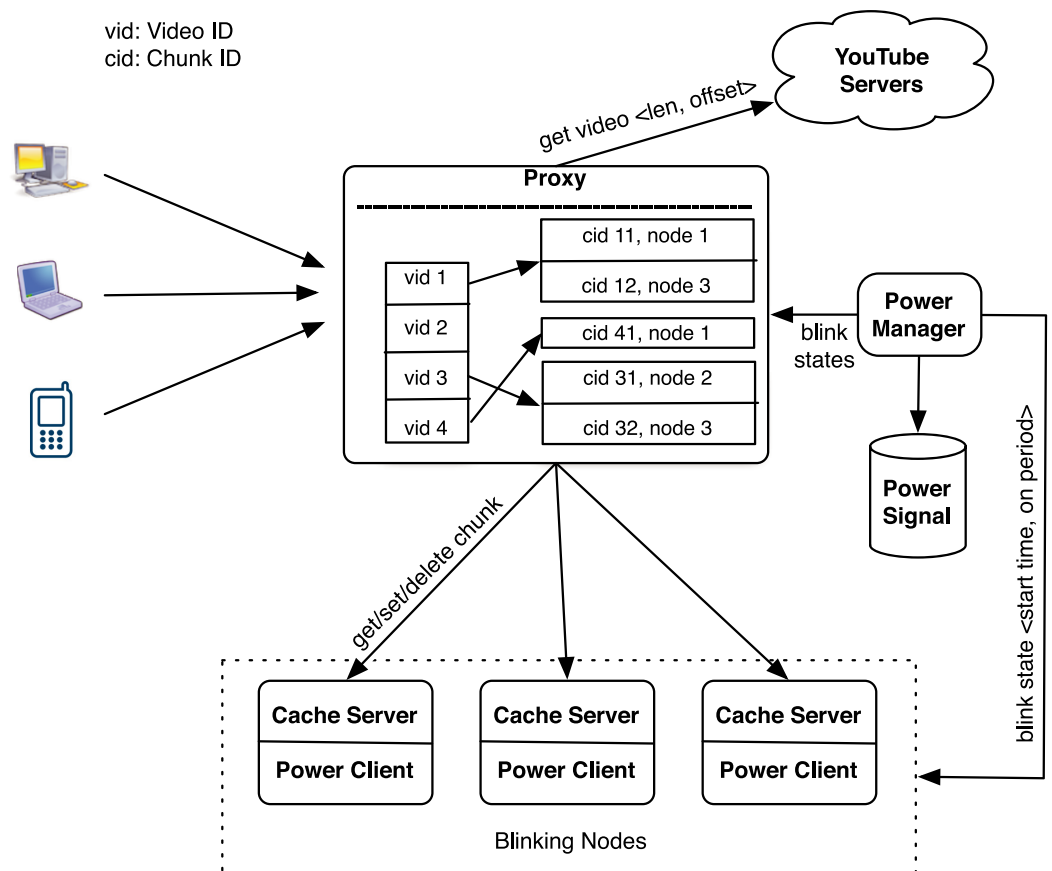 vid: Video ID
cid: Chunk ID
YouTube
Servers
get video <len, offset>
Proxy
vid 1
vid 2
vid 3
vid 4
cid 11, node 1
cid 12, node 3
cid 41, node 1
cid 31, node 2
cid 32, node 3
blink
states
Power
Manager
Power
Signal
blink state <start time, on period>
get/set/delete chunk
Cache Server
Power Client
Cache Server
Power Client
Cache Server
Power Client
Blinking Nodes